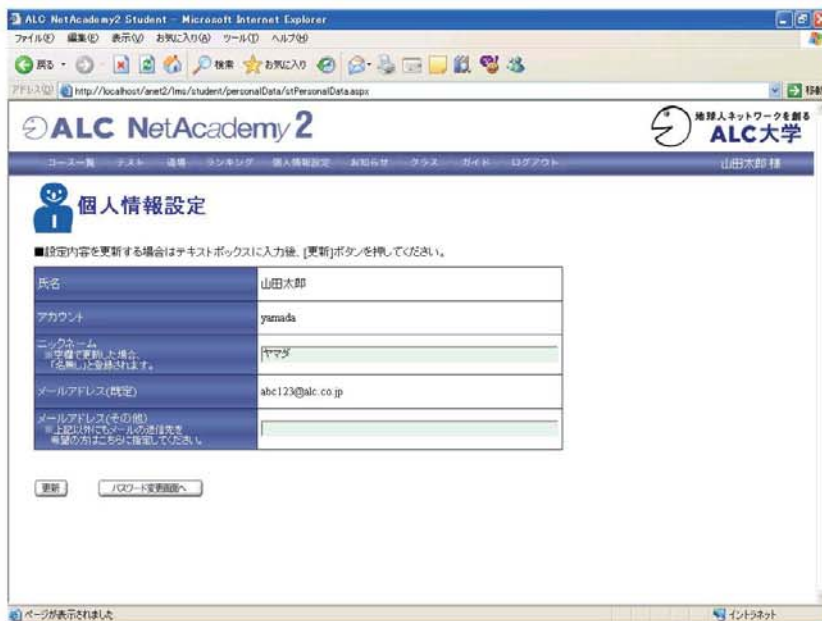 ALC NetAcademy2 Student - Microsoft Internet Explorer
ファイル(F) 編集(E) 表示(V) お気に入り(A) ツール(T) ヘルプ(H)
戻る 検索 お気に入り
アドレス(D) http://localhost/anet2/lms/student/personalData/stPersonalData.aspx 移動
ALC NetAcademy 2
地球人ネットワークを創る
ALC大学
コース一覧 テスト 道場 ランキング 個人情報設定 お知らせ クラス ガイド ログアウト 山田太郎 様
個人情報設定
■設定内容を更新する場合はテキストボックスに入力後、[更新]ボタンを押してください。
氏名 山田太郎
アカウント yamada
ニックネーム ヤマダ
※空欄で更新した場合、
「名無し」と登録されます。
メールアドレス(既定) abc123@alc.co.jp
メールアドレス(その他)
※上記以外にもメールの送信先を
希望の方はこちらに指定してください。
更新 パスワード変更画面へ
ページが表示されました イントラネット